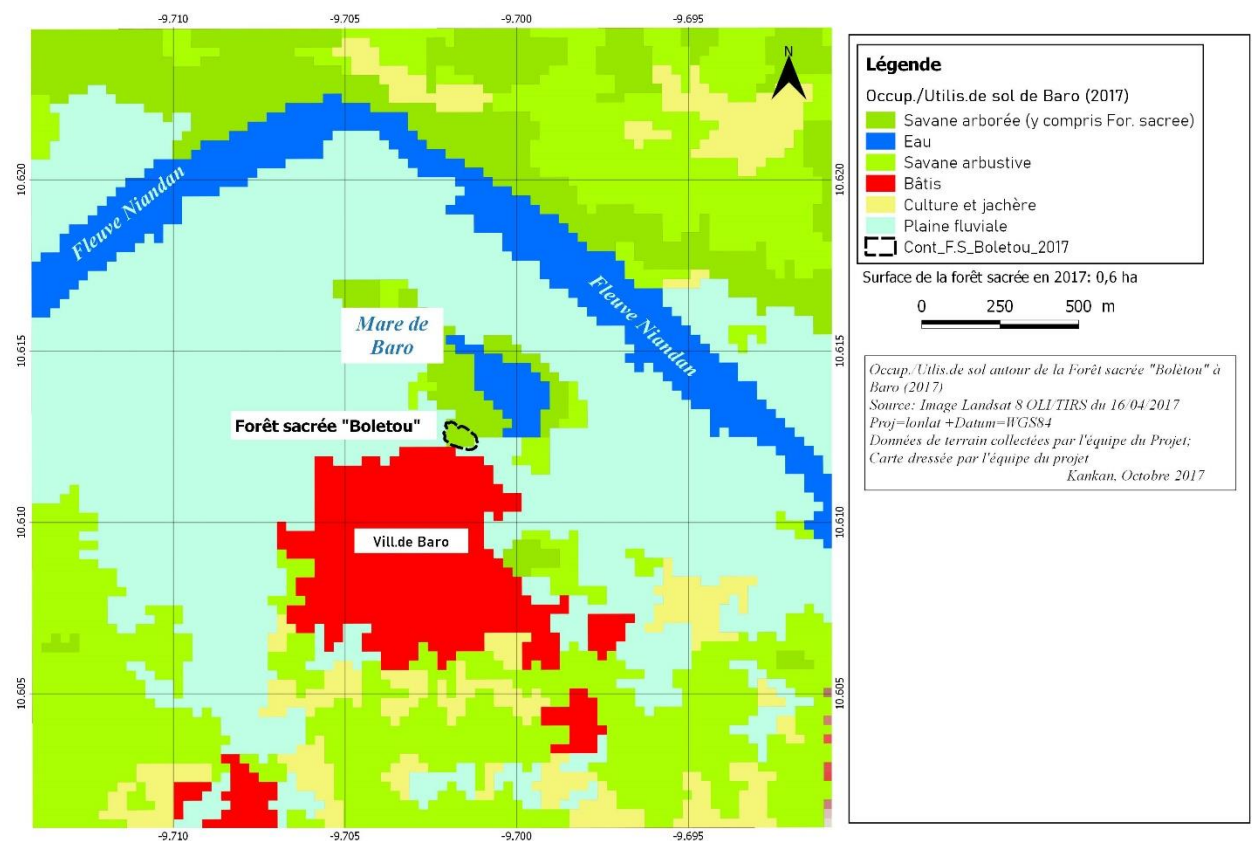 -9.710
-9.705
-9.700
-9.695
N
10.620
10.620
Fleuve Niandan
Fleuve Niandan
Mare de
Baro
10.615
10.615
Forêt sacrée "Boletou"
10.610
10.610
Vill.de Baro
10.605
10.605
-9.710
-9.705
-9.700
-9.695
Légende
Occup./Utilis.de sol de Baro (2017)
Savane arborée (y compris For. sacree)
Eau
Savane arbustive
Bâtis
Culture et jachère
Plaine fluviale
Cont_F.S_Boletou_2017
Surface de la forêt sacrée en 2017: 0,6 ha
0 250 500 m
Occup./Utlis.de sol autour de la Forêt sacrée "Bolètou" à
Baro (2017)
Source: Image Landsat 8 OLI/TIRS du 16/04/2017
Proj=lonlat +Datum=WGS84
Données de terrain collectées par l'équipe du Projet;
Carte dressée par l'équipe du projet
Kankan, Octobre 2017